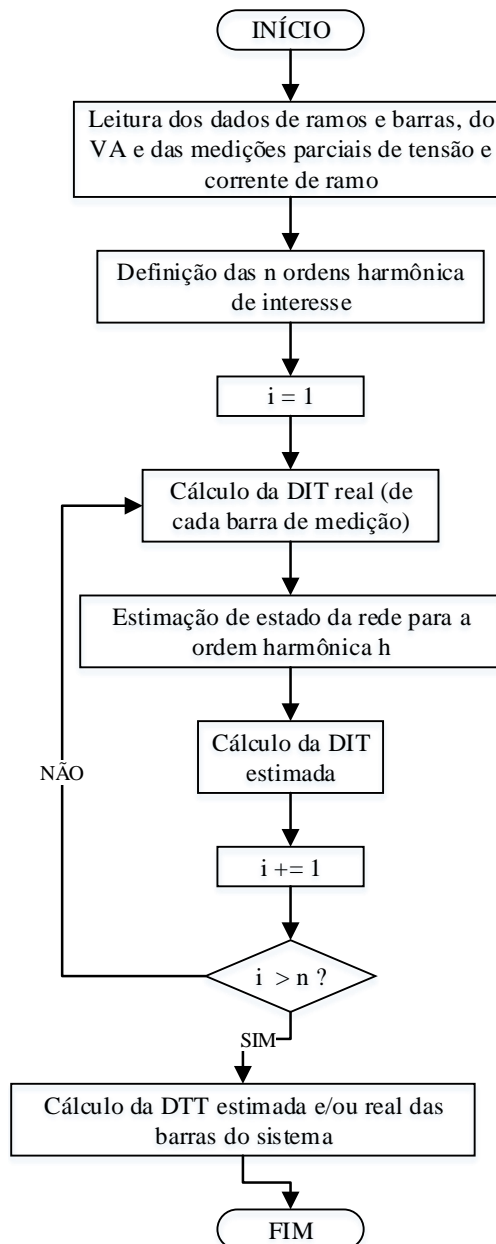 INÍCIO
Leitura dos dados de ramos e barras, do
VA e das medições parciais de tensão e
corrente de ramo
Definição das n ordens harmônica
de interesse
i = 1
Cálculo da DIT real (de
cada barra de medição)
Estimação de estado da rede para a
ordem harmônica h
Cálculo da DIT
estimada
NÃO
i += 1
i > n ?
SIM
Cálculo da DTT estimada e/ou real das
barras do sistema
FIM